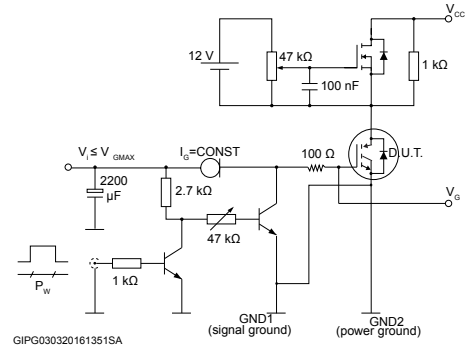 V_CC
12 V
47 kΩ
100 nF
1 kΩ
V_i ≤ V_GMAX
I_G=CONST
100 Ω
D.U.T.
2200
μF
2.7 kΩ
V_G
47 kΩ
P_W
1 kΩ
GND1
(signal ground)
GND2
(power ground)
GIPG030320161351SA